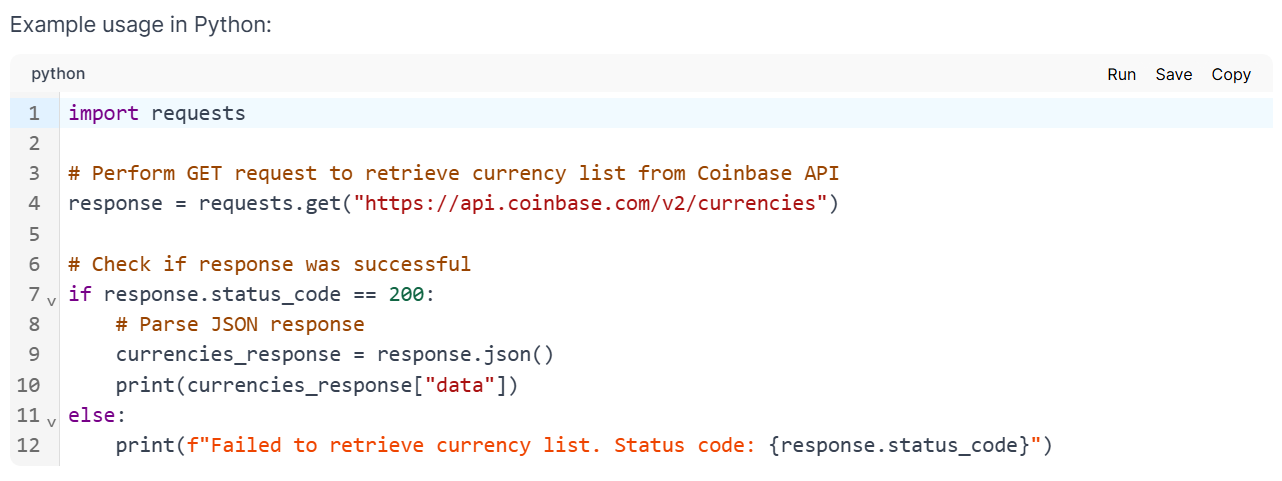 Example usage in Python:
python Run Save Copy
1 import requests
2
3 # Perform GET request to retrieve currency list from Coinbase API
4 response = requests.get("https://api.coinbase.com/v2/currencies")
5
6 # Check if response was successful
7 if response.status_code == 200:
8     # Parse JSON response
9     currencies_response = response.json()
10     print(currencies_response["data"])
11 else:
12     print(f"Failed to retrieve currency list. Status code: {response.status_code}")